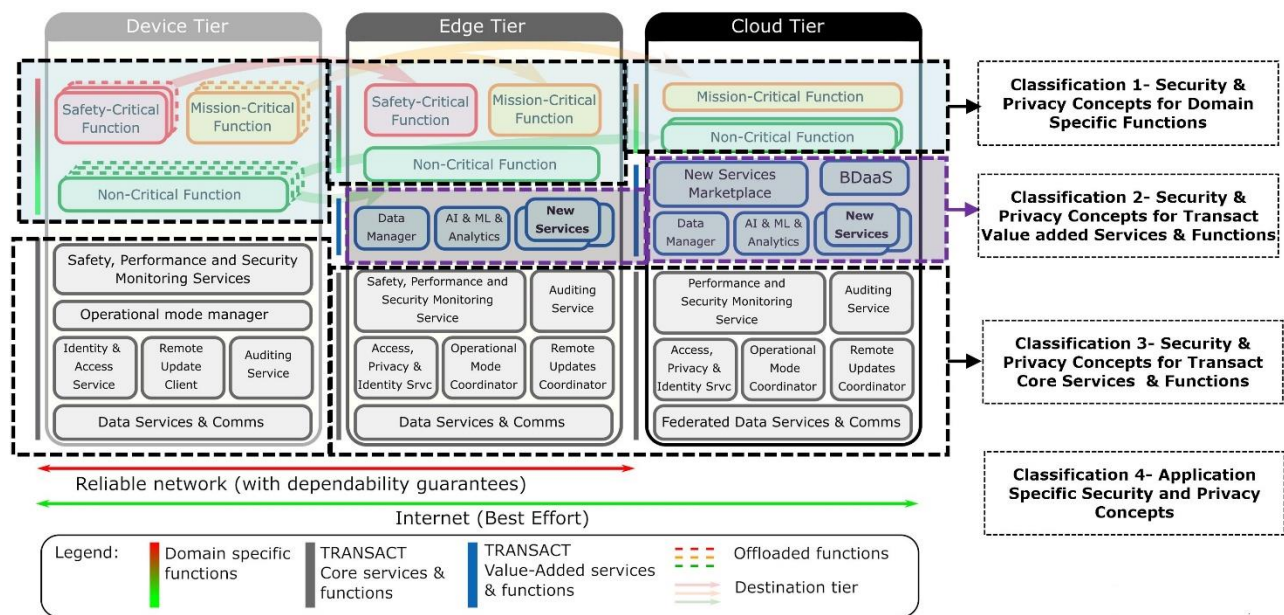 Device Tier
Edge Tier
Cloud Tier
Safety-Critical
Function
Mission-Critical
Function
Non-Critical Function
Safety-Critical
Function
Mission-Critical
Function
Non-Critical Function
Mission-Critical Function
Non-Critical Function
Data
Manager
AI & ML &
Analytics
New
Services
New Services
Marketplace
BDaaS
Data
Manager
AI & ML &
Analytics
New
Services
Safety, Performance and Security
Monitoring Services
Operational mode manager
Identity &
Access
Service
Remote
Update
Client
Auditing
Service
Data Services & Comms
Safety, Performance and
Security Monitoring
Service
Auditing
Service
Access,
Privacy &
Identity Srvc
Operational
Mode
Coordinator
Remote
Updates
Coordinator
Data Services & Comms
Performance and
Security Monitoring
Service
Auditing
Service
Access,
Privacy &
Identity Srvc
Operational
Mode
Coordinator
Remote
Updates
Coordinator
Federated Data Services & Comms
Classification 1- Security &
Privacy Concepts for Domain
Specific Functions
Classification 2- Security &
Privacy Concepts for Transact
Value added Services & Functions
Classification 3- Security &
Privacy Concepts for Transact
Core Services & Functions
Classification 4- Application
Specific Security and Privacy
Concepts
Reliable network (with dependability guarantees)
Internet (Best Effort)
Legend:
Domain specific
functions
TRANSACT
Core services &
functions
TRANSACT
Value-Added services
& functions
Offloaded functions
Destination tier